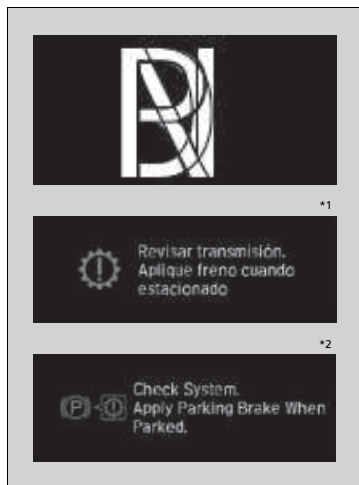 *1
Revisar transmisión.
Aplique freno cuando
estacionado
*2
P
Check System.
Apply Parking Brake When
Parked.